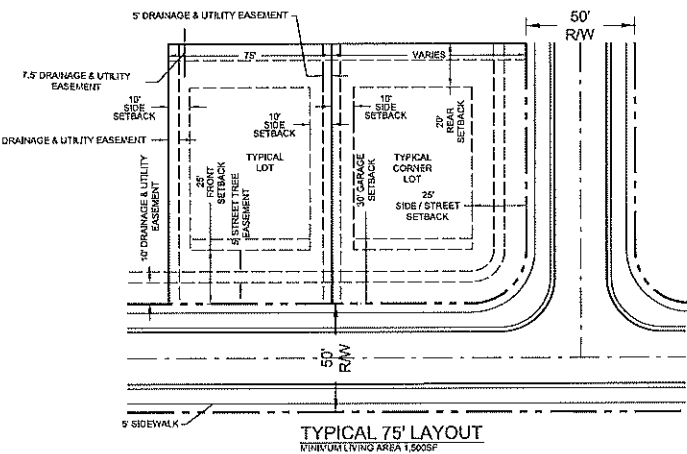 5' DRAINAGE & UTILITY EASEMENT
50'
R/W
75'
VARIES
7.5' DRAINAGE & UTILITY
EASEMENT
10'
SIDE
SETBACK
10'
SIDE
SETBACK
10'
SIDE
SETBACK
20'
REAR
SETBACK
DRAINAGE & UTILITY EASEMENT
TYPICAL
LOT
TYPICAL
CORNER
LOT
25'
FRONT
SETBACK
5' STREET TREE
EASEMENT
30' GARAGE
SETBACK
25'
SIDE / STREET
SETBACK
10' DRAINAGE & UTILITY
EASEMENT
50'
R/W
5' SIDEWALK
TYPICAL 75' LAYOUT
MINIMUM LIVING AREA 1,500SF